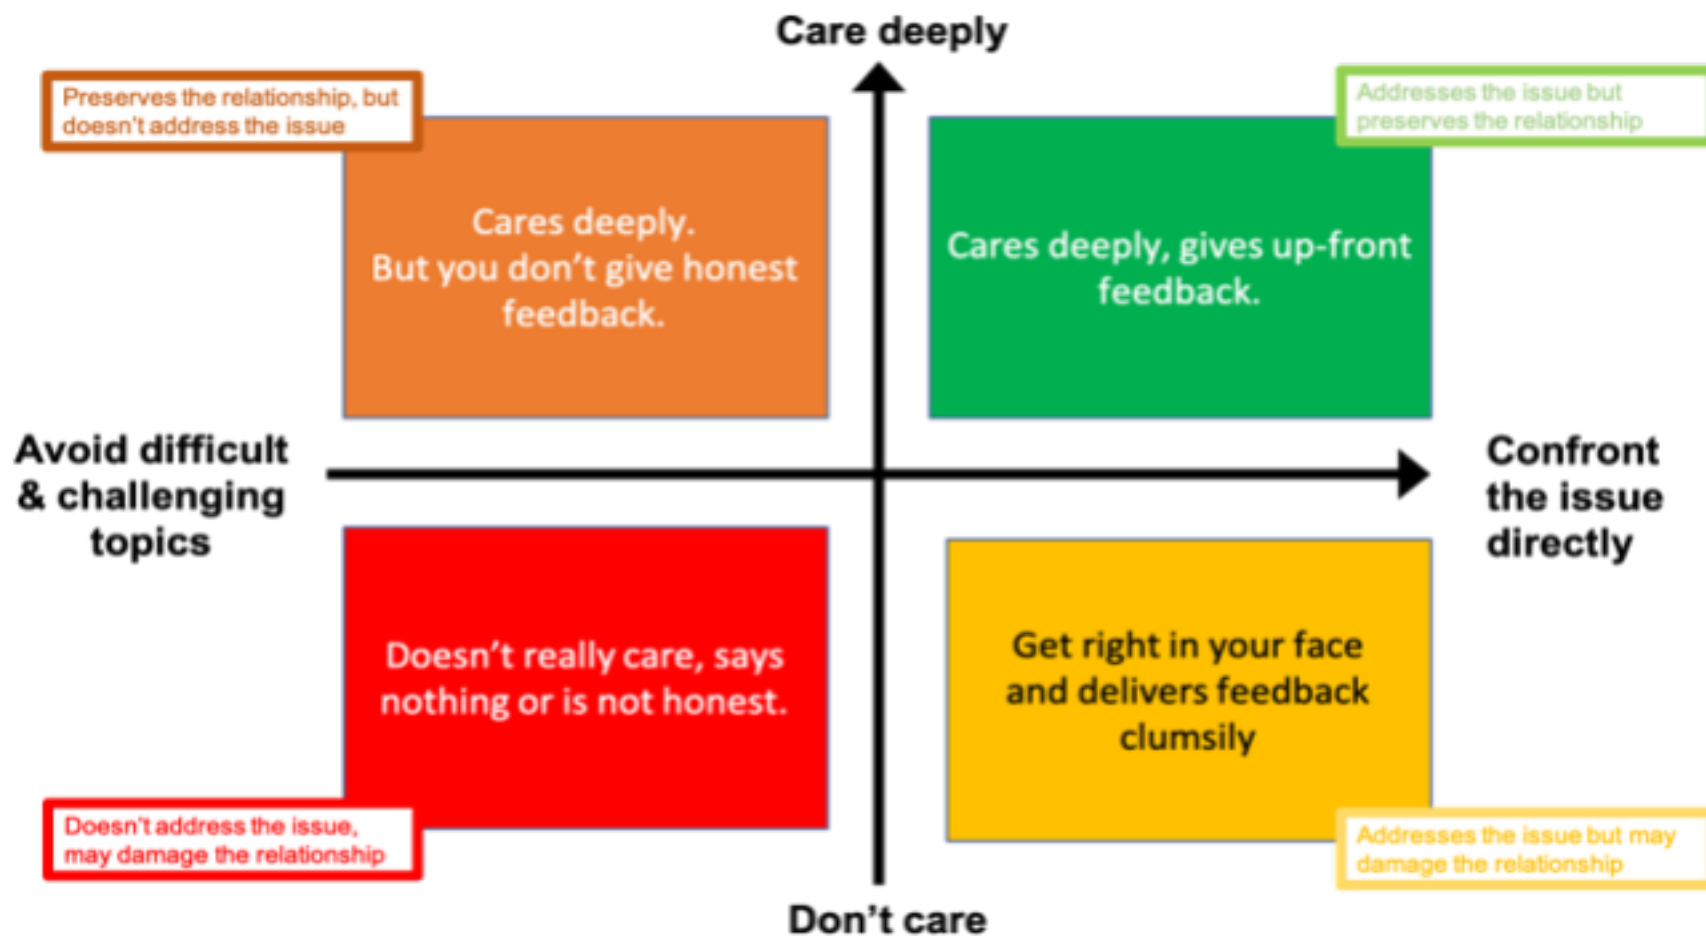 Care deeply
Preserves the relationship, but
doesn't address the issue
Addresses the issue but
preserves the relationship
Cares deeply.
But you don't give honest
feedback.
Cares deeply, gives up-front
feedback.
Avoid difficult
& challenging
topics
Confront
the issue
directly
Doesn't really care, says
nothing or is not honest.
Get right in your face
and delivers feedback
clumsily
Doesn't address the issue,
may damage the relationship
Addresses the issue but may
damage the relationship
Don't care